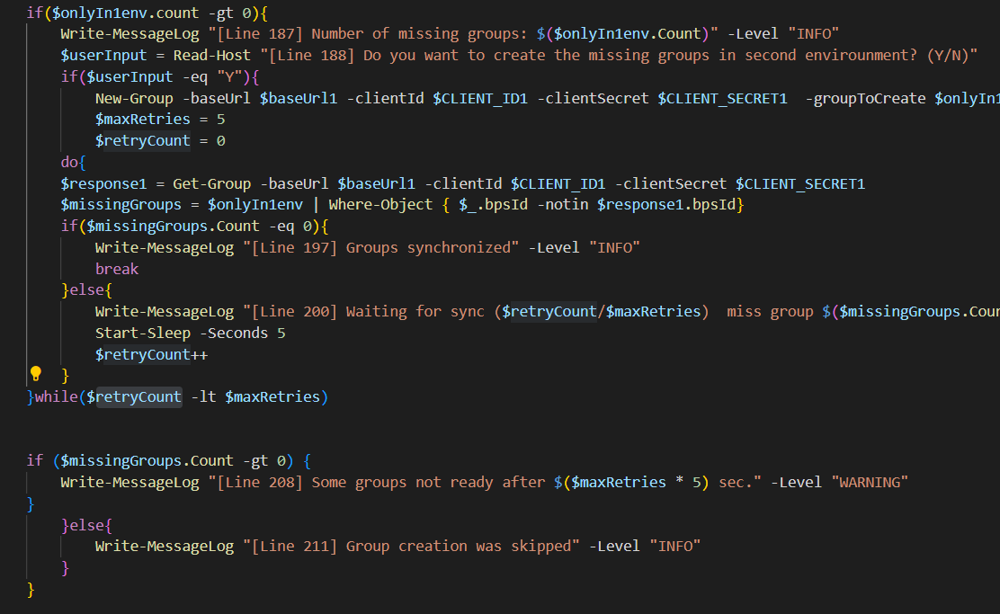 if($onlyIn1env.count -gt 0){
Write-MessageLog "[Line 187] Number of missing groups: $($onlyIn1env.Count)" -Level "INFO"
$userInput = Read-Host "[Line 188] Do you want to create the missing groups in second envirounment? (Y/N)"
if($userInput -eq "Y"){
New-Group -baseUrl $baseUrl1 -clientId $CLIENT_ID1 -clientSecret $CLIENT_SECRET1  -groupToCreate $onlyIn1
$maxRetries = 5
$retryCount = 0
do{
$response1 = Get-Group -baseUrl $baseUrl1 -clientId $CLIENT_ID1 -clientSecret $CLIENT_SECRET1
$missingGroups = $onlyIn1env | Where-Object { $_.bpsId -notin $response1.bpsId}
if($missingGroups.Count -eq 0){
Write-MessageLog "[Line 197] Groups synchronized" -Level "INFO"
break
}else{
Write-MessageLog "[Line 200] Waiting for sync ($retryCount/$maxRetries)  miss group $($missingGroups.Coun
Start-Sleep -Seconds 5
$retryCount++
}
}while($retryCount -lt $maxRetries)
if ($missingGroups.Count -gt 0) {
Write-MessageLog "[Line 208] Some groups not ready after $($maxRetries * 5) sec." -Level "WARNING"
}
}else{
Write-MessageLog "[Line 211] Group creation was skipped" -Level "INFO"
}
}